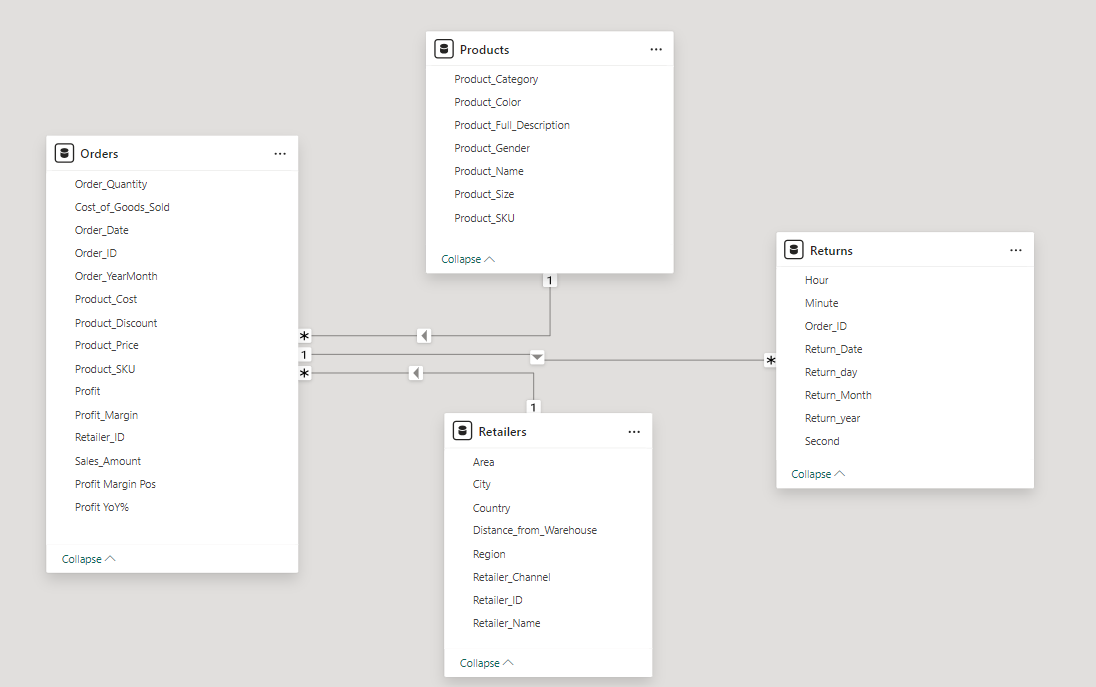 Products
Product_Category
Product_Color
Product_Full_Description
Product_Gender
Product_Name
Product_Size
Product_SKU
Collapse
1
Orders
Order_Quantity
Cost_of_Goods_Sold
Order_Date
Order_ID
Order_YearMonth
Product_Cost
Product_Discount
Product_Price
Product_SKU
Profit
Profit_Margin
Retailer_ID
Sales_Amount
Profit Margin Pos
Profit YoY%
Collapse
*
1
*
Returns
Hour
Minute
Order_ID
Return_Date
Return_day
Return_Month
Return_year
Second
Collapse
*
1
Retailers
Area
City
Country
Distance_from_Warehouse
Region
Retailer_Channel
Retailer_ID
Retailer_Name
Collapse